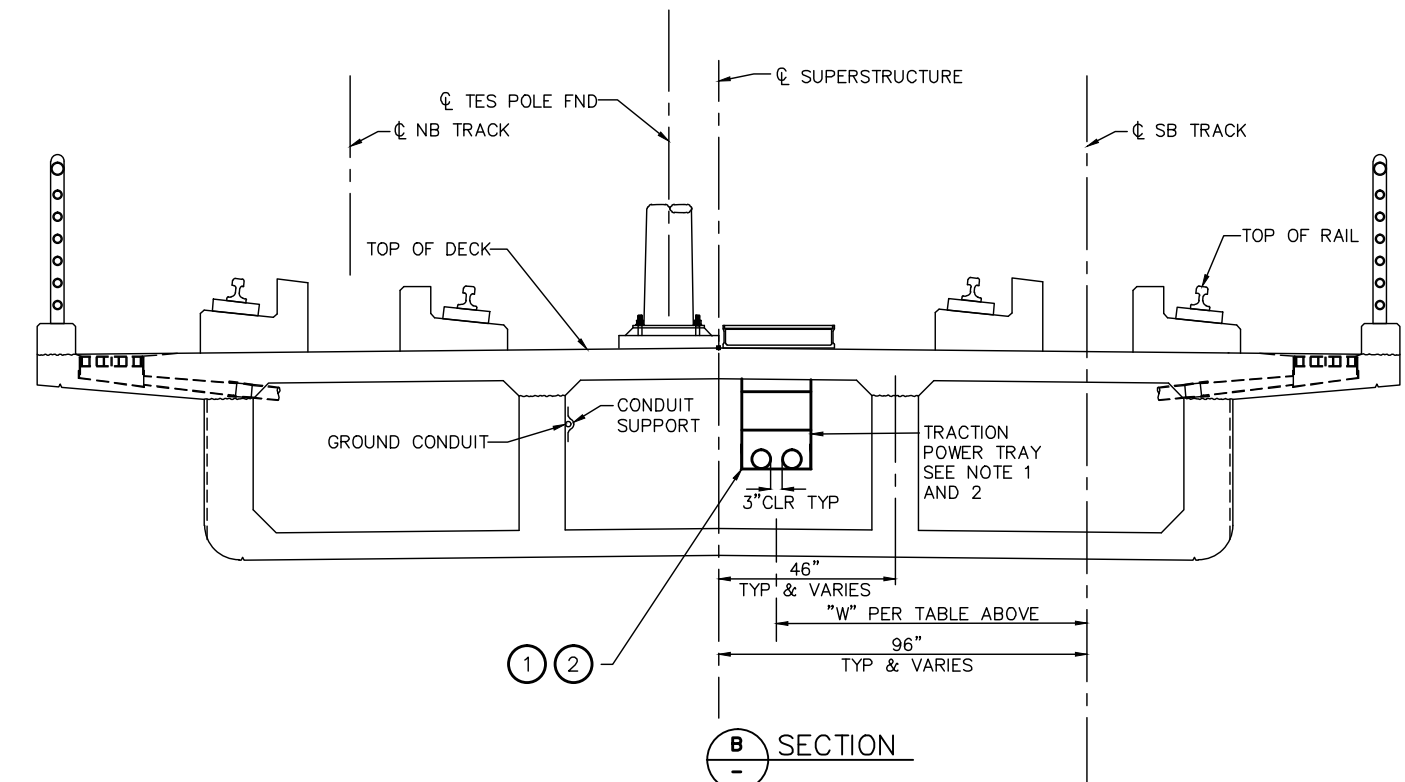 ℄ SUPERSTRUCTURE
℄ TES POLE FND
℄ NB TRACK
℄ SB TRACK
TOP OF DECK
TOP OF RAIL
CONDUIT
SUPPORT
GROUND CONDUIT
TRACTION
POWER TRAY
SEE NOTE 1
AND 2
3"CLR TYP
46"
TYP & VARIES
"W" PER TABLE ABOVE
96"
TYP & VARIES
1 2
B SECTION
-